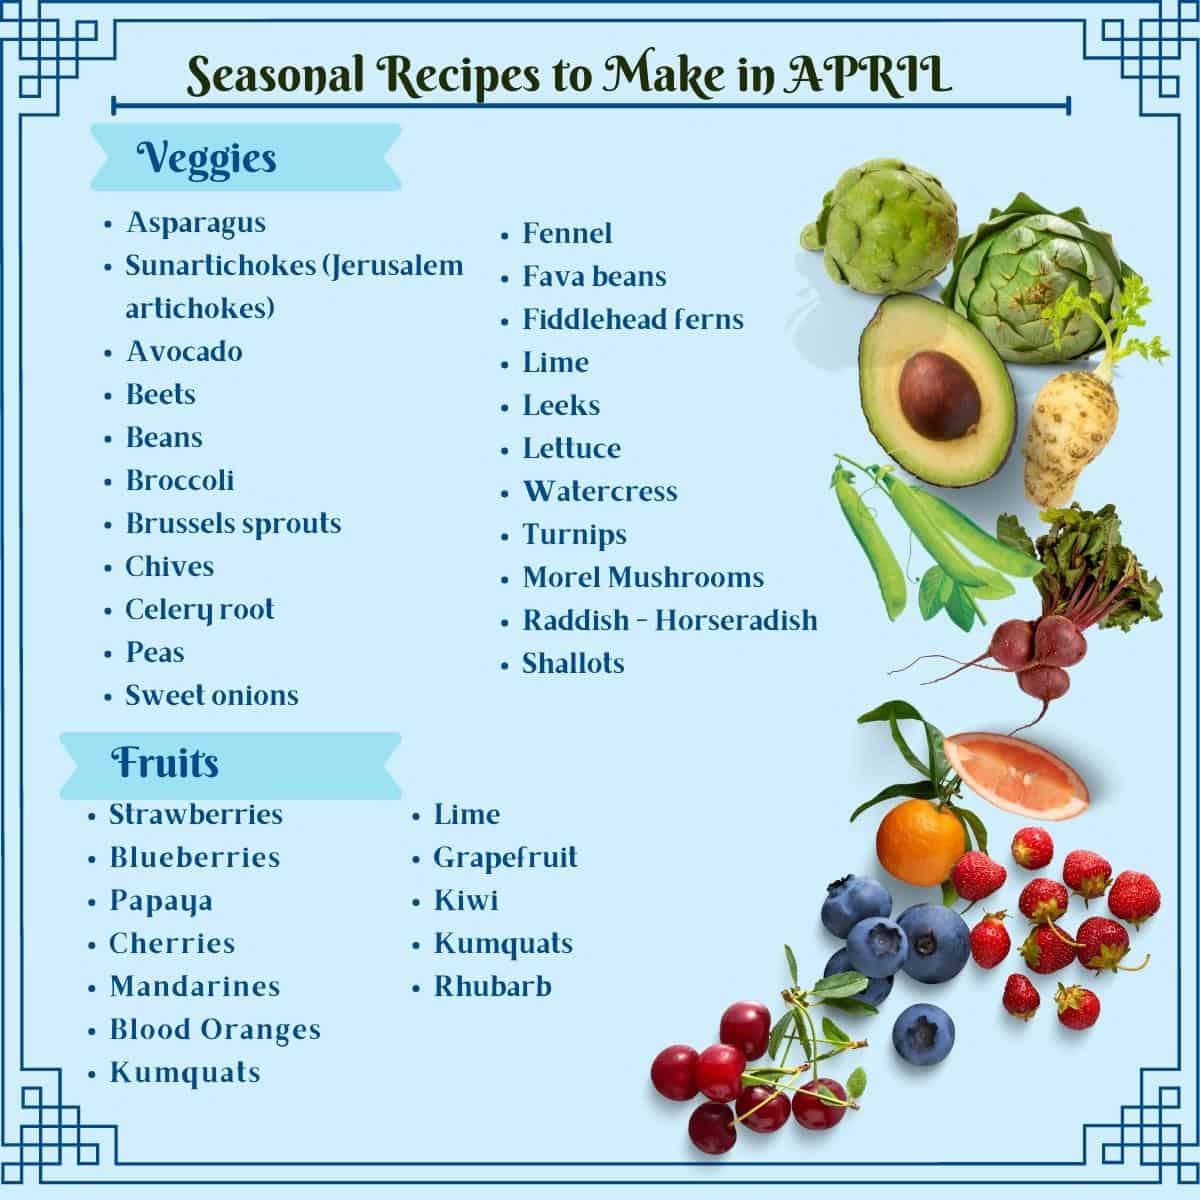 Seasonal Recipes to Make in APRIL
Veggies
Asparagus
Sunartichokes (Jerusalem
artichokes)
Avocado
Beets
Beans
Broccoli
Brussels sprouts
Chives
Celery root
Peas
Sweet onions
Fennel
Fava beans
Fiddlehead ferns
Lime
Leeks
Lettuce
Watercress
Turnips
Morel Mushrooms
Raddish - Horseradish
Shallots
Fruits
Strawberries
Blueberries
Papaya
Cherries
Mandarines
Blood Oranges
Kumquats
Lime
Grapefruit
Kiwi
Kumquats
Rhubarb